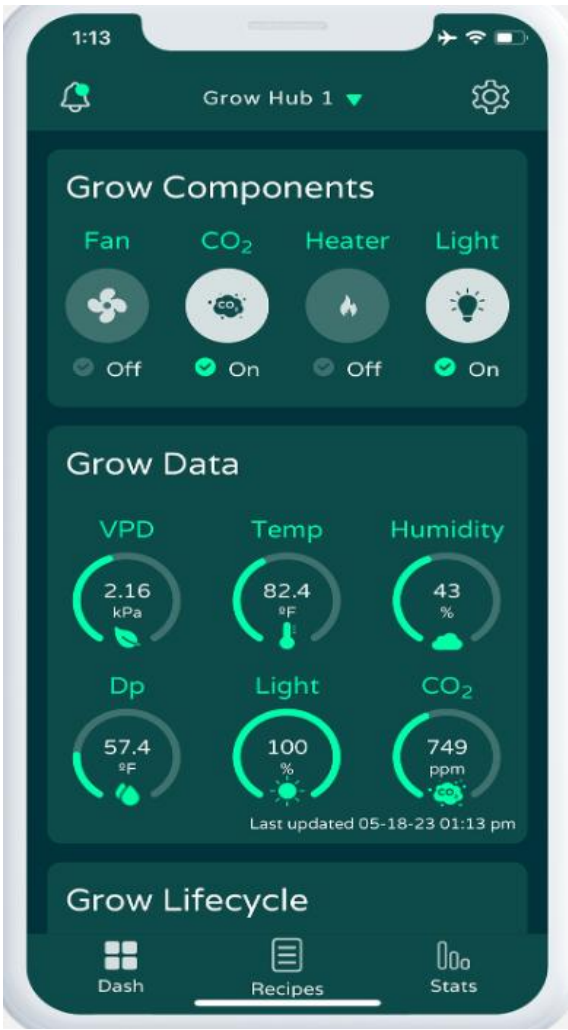 1:13
Grow Hub 1
Grow Components
Fan CO₂ Heater Light
CO₂
Off On Off On
Grow Data
VPD Temp Humidity
2.16 82.4 43
kPa ºF %
Dp Light CO₂
57.4 100 749
ºF % ppm
CO₂
Last updated 05-18-23 01:13 pm
Grow Lifecycle
Dash Recipes Stats